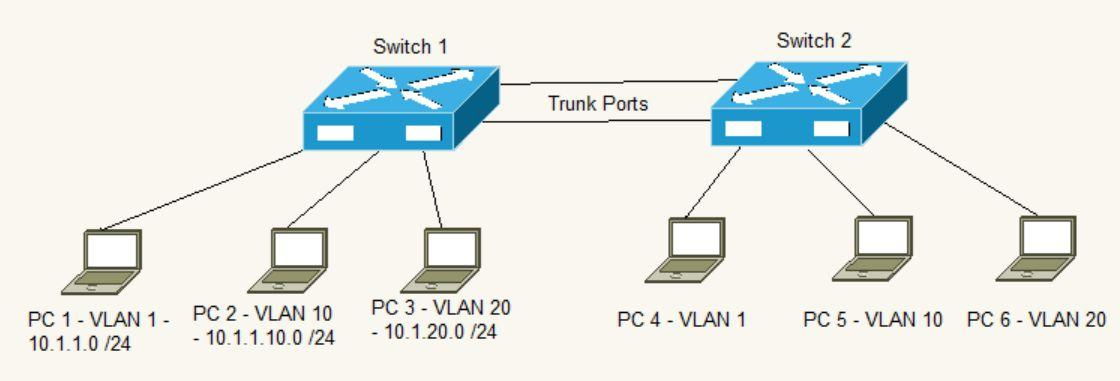 Switch 1
Switch 2
Trunk Ports
PC 1 - VLAN 1 -
10.1.1.0 /24
PC 2 - VLAN 10
- 10.1.1.10.0 /24
PC 3 - VLAN 20
- 10.1.20.0 /24
PC 4 - VLAN 1
PC 5 - VLAN 10
PC 6 - VLAN 20